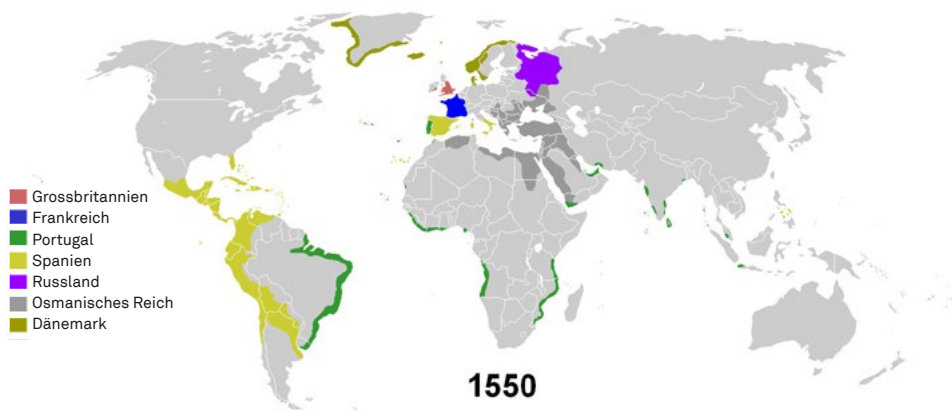 Grossbritannien
Frankreich
Portugal
Spanien
Russland
Osmanisches Reich
Dänemark
1550